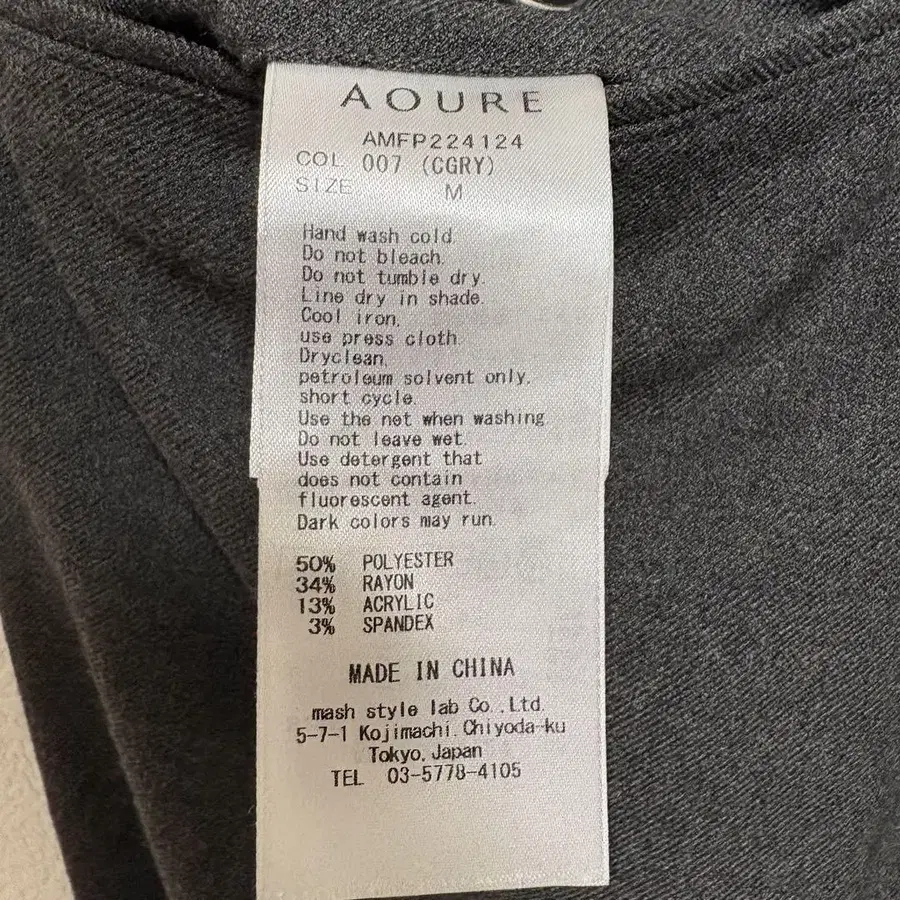 AOURE
AMFP224124
COL 007 (CGRY)
SIZE M
Hand wash cold
Do not bleach.
Do not tumble dry.
Line dry in shade.
Cool iron.
use press cloth.
Dryclean.
petroleum solvent only.
short cycle.
Use the net when washing.
Do not leave wet.
Use detergent that
does not contain
fluorescent agent.
Dark colors may run.
50% POLYESTER
34% RAYON
13% ACRYLIC
3% SPANDEX
MADE IN CHINA
mash style lab Co.,Ltd.
5-7-1 Kojimachi.Chiyoda-ku
Tokyo,Japan
TEL 03-5778-4105